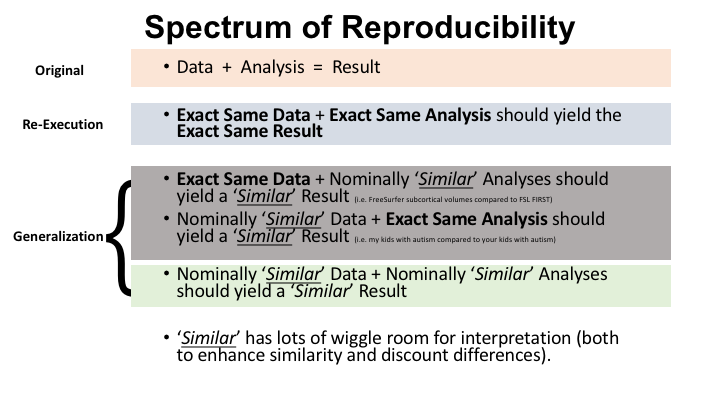 Spectrum of Reproducibility
Original
• Data + Analysis = Result
Re-Execution
• Exact Same Data + Exact Same Analysis should yield the
Exact Same Result
Generalization
• Exact Same Data + Nominally ‘Similar’ Analyses should
yield a ‘Similar’ Result (i.e. FreeSurfer subcortical volumes compared to FSL FIRST)
• Nominally ‘Similar’ Data + Exact Same Analysis should
yield a ‘Similar’ Result (i.e. my kids with autism compared to your kids with autism)
• Nominally ‘Similar’ Data + Nominally ‘Similar’ Analyses
should yield a ‘Similar’ Result
• ‘Similar’ has lots of wiggle room for interpretation (both
to enhance similarity and discount differences).